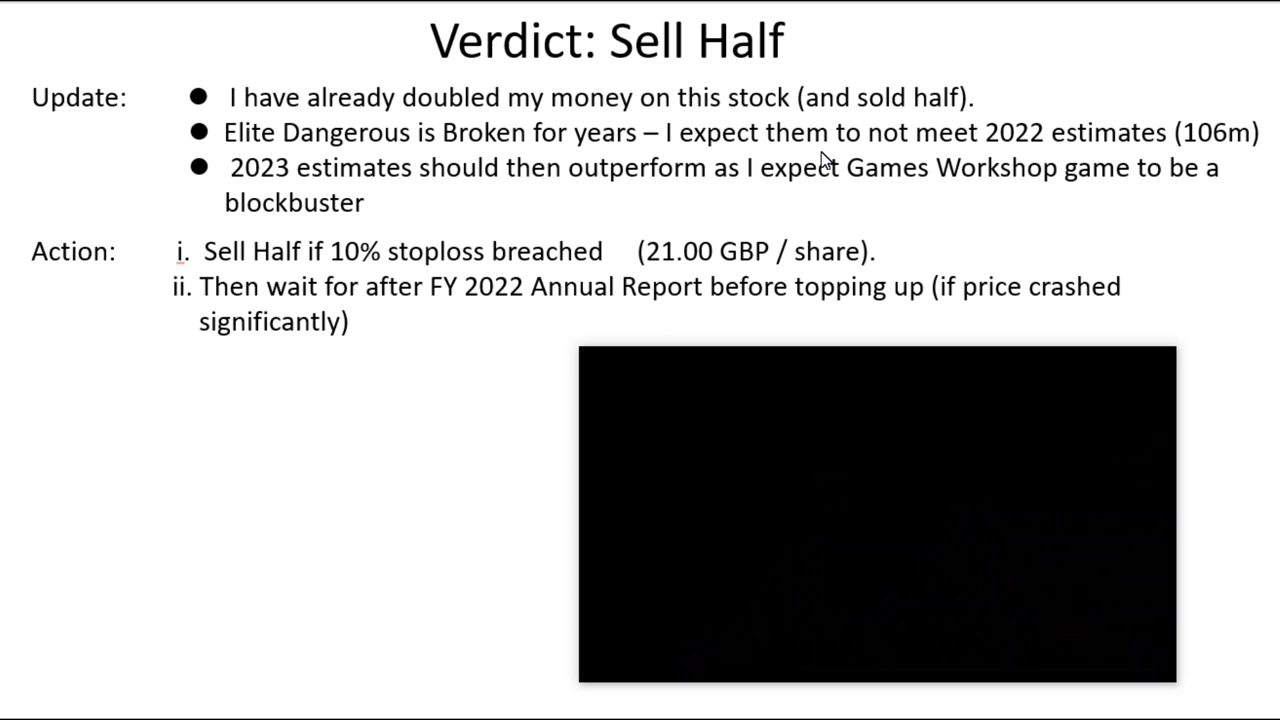 Verdict: Sell Half
Update: ● I have already doubled my money on this stock (and sold half).
● Elite Dangerous is Broken for years – I expect them to not meet 2022 estimates (106m)
● 2023 estimates should then outperform as I expect Games Workshop game to be a
blockbuster
Action: i. Sell Half if 10% stoploss breached (21.00 GBP / share).
ii. Then wait for after FY 2022 Annual Report before topping up (if price crashed
significantly)